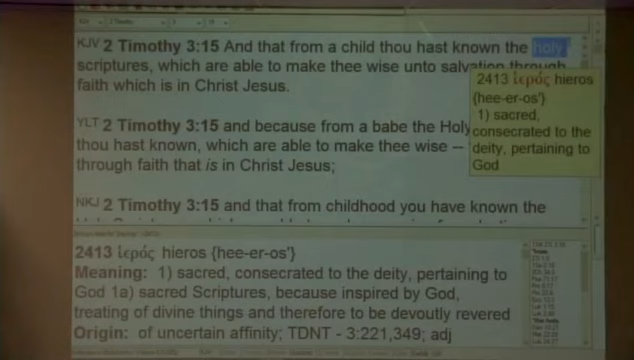 KJV 2 Timothy 3:15 And that from a child thou hast known the holy
scriptures, which are able to make thee wise unto salvation through
faith which is in Christ Jesus.
2413 ἱερός hieros
{hee-er-os'}
1) sacred,
consecrated to the
deity, pertaining to
God
YLT 2 Timothy 3:15 and because from a babe the Holy
thou hast known, which are able to make thee wise --
through faith that is in Christ Jesus;
NKJ 2 Timothy 3:15 and that from childhood you have known the
2413 ἱερός hieros {hee-er-os'}
Meaning: 1) sacred, consecrated to the deity, pertaining to
God 1a) sacred Scriptures, because inspired by God,
treating of divine things and therefore to be devoutly revered
Origin: of uncertain affinity; TDNT - 3:221,349; adj